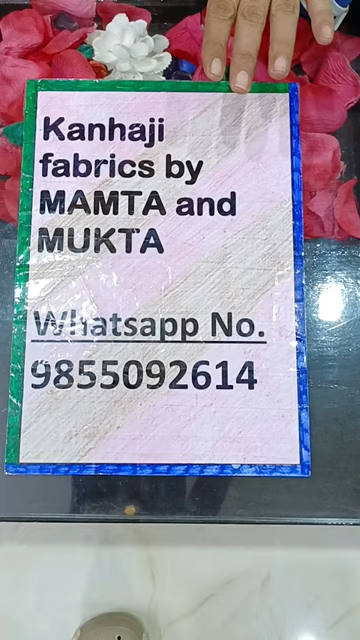 Kanhaji
fabrics by
MAMTA and
MUKTA
Whatsapp No.
9855092614